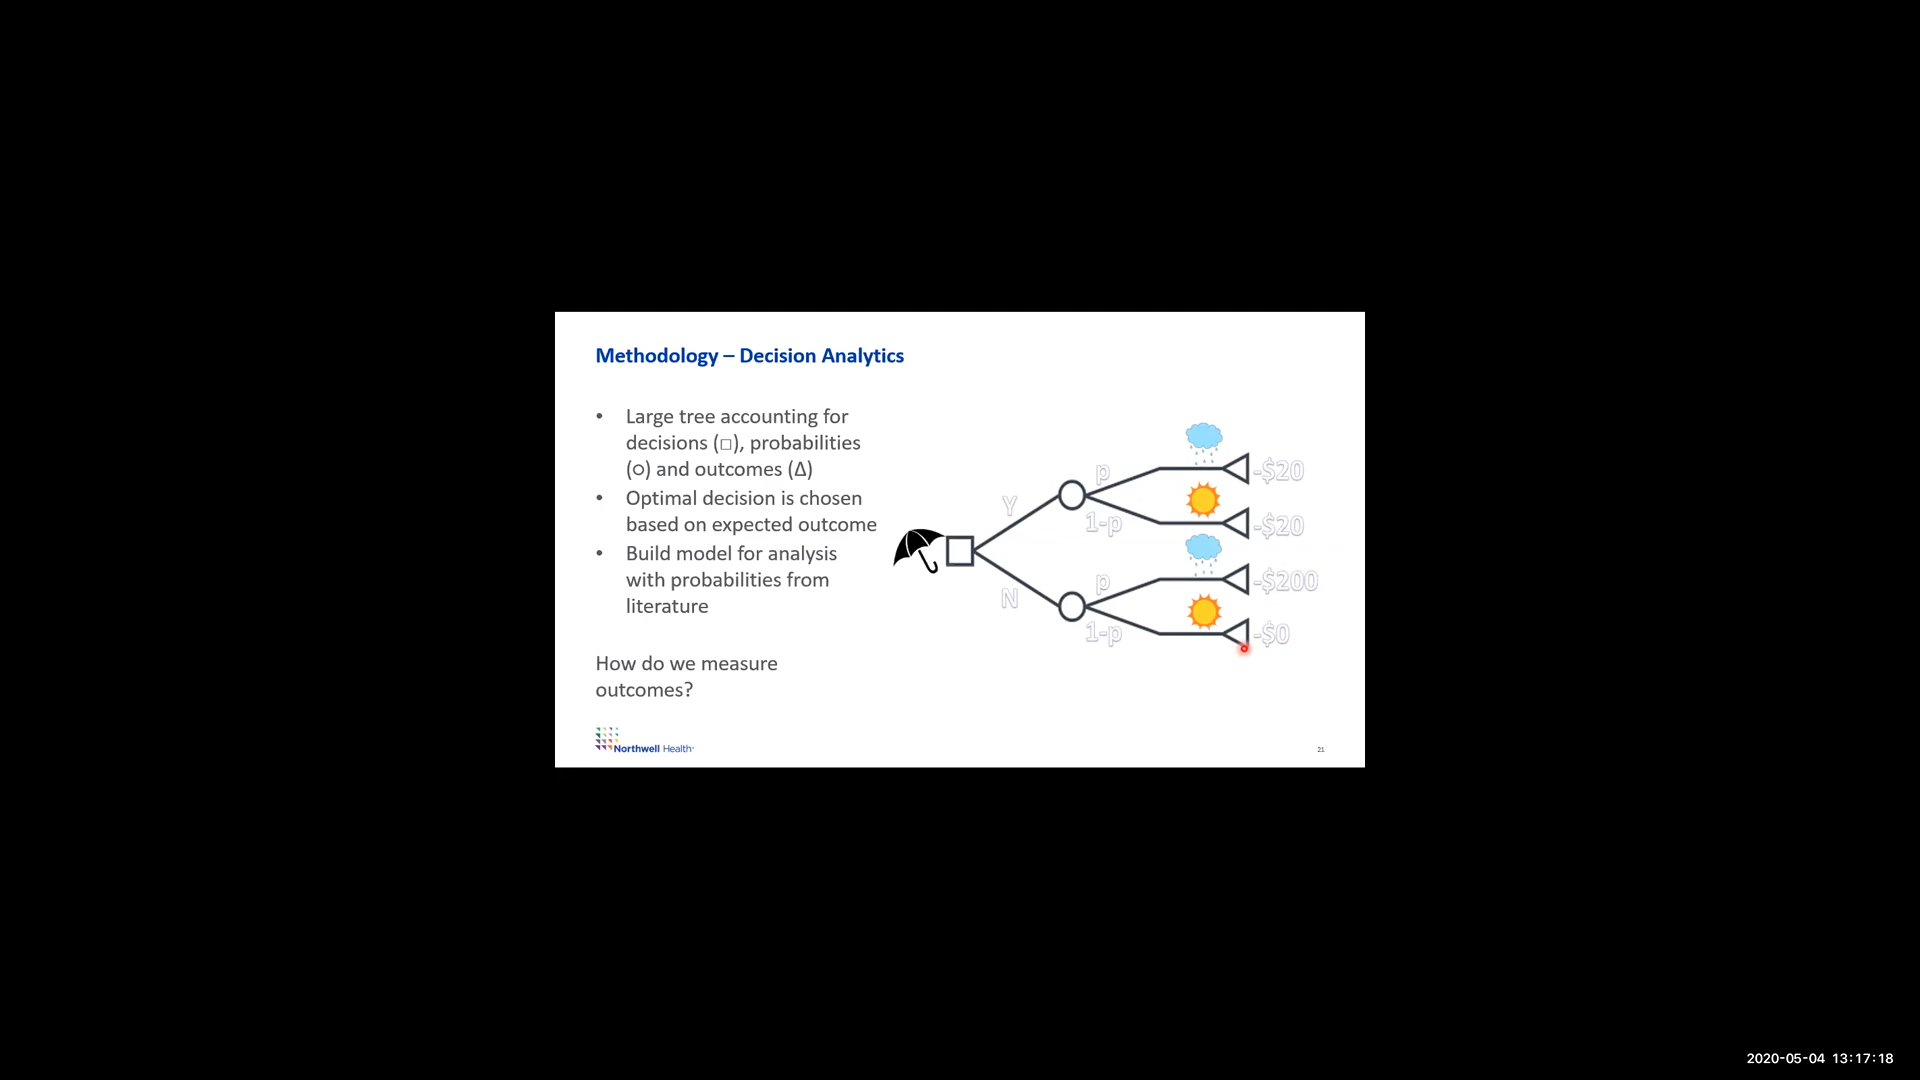 Methodology – Decision Analytics
• Large tree accounting for
decisions (□), probabilities
(○) and outcomes (Δ)
• Optimal decision is chosen
based on expected outcome
• Build model for analysis
with probabilities from
literature
How do we measure
outcomes?
Y
N
p
1-p
p
1-p
-$20
-$20
-$200
-$0
Northwell Health·
21
2020-05-04 13:17:18